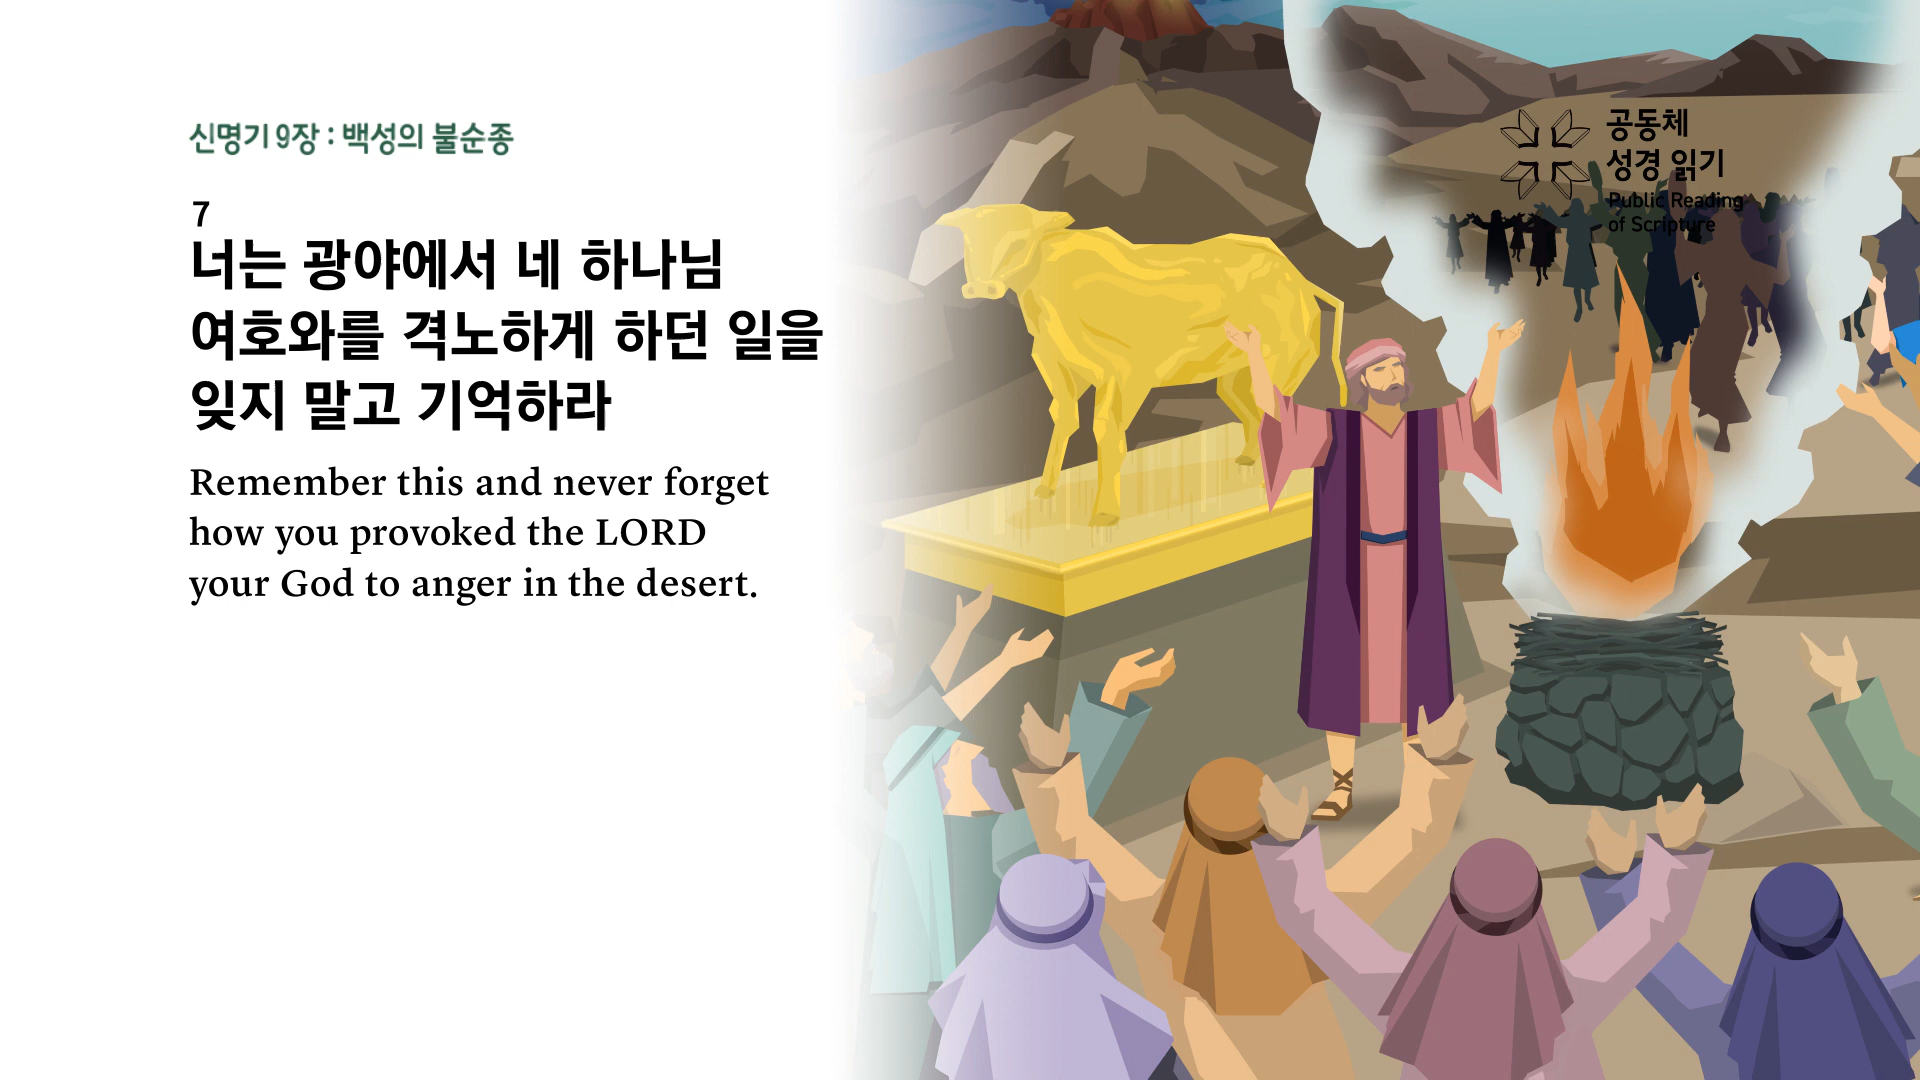 신명기 9장 : 백성의 불순종
7
너는 광야에서 네 하나님
여호와를 격노하게 하던 일을
잊지 말고 기억하라
Remember this and never forget
how you provoked the LORD
your God to anger in the desert.
공동체
성경 읽기
Public Reading
of Scripture